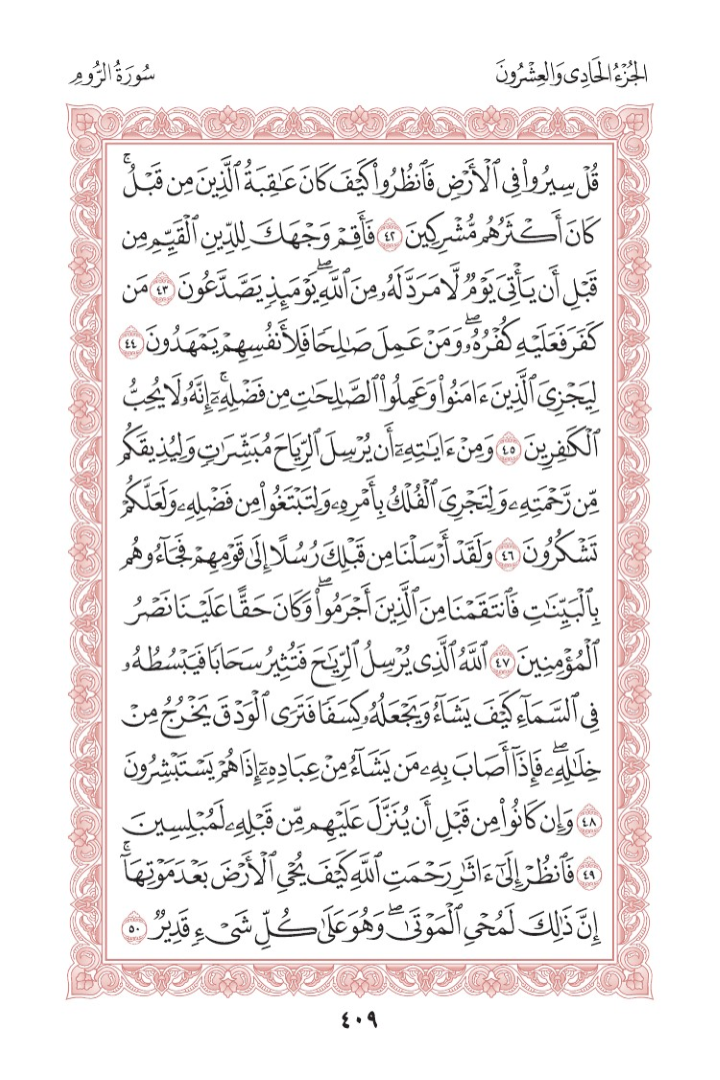 الجُزْءُ الحَادِى وَالعِشْرُونَ
سُورَةُ الرُّومِ
قُلْ سِيرُوا۟ فِى ٱلْأَرْضِ فَٱنظُرُوا۟ كَيْفَ كَانَ عَـٰقِبَةُ ٱلَّذِينَ مِن قَبْلُ ۚ
كَانَ أَكْثَرُهُم مُّشْرِكِينَ ٤٢ فَأَقِمْ وَجْهَكَ لِلدِّينِ ٱلْقَيِّمِ مِن
قَبْلِ أَن يَأْتِىَ يَوْمٌ لَّا مَرَدَّ لَهُۥ مِنَ ٱللَّهِ ۖ يَوْمَئِذٍ يَصَّدَّعُونَ ٤٣ مَن
كَفَرَ فَعَلَيْهِ كُفْرُهُۥ ۖ وَمَنْ عَمِلَ صَـٰلِحًا فَلِأَنفُسِهِمْ يَمْهَدُونَ ٤٤
لِيَجْزِىَ ٱلَّذِينَ ءَامَنُوا۟ وَعَمِلُوا۟ ٱلصَّـٰلِحَـٰتِ مِن فَضْلِهِۦٓ ۚ إِنَّهُۥ لَا يُحِبُّ
ٱلْكَـٰفِرِينَ ٤٥ وَمِنْ ءَايَـٰتِهِۦٓ أَن يُرْسِلَ ٱلرِّيَاحَ مُبَشِّرَٰتٍ وَلِيُذِيقَكُم
مِّن رَّحْمَتِهِۦ وَلِتَجْرِىَ ٱلْفُلْكُ بِأَمْرِهِۦ وَلِتَبْتَغُوا۟ مِن فَضْلِهِۦ وَلَعَلَّكُمْ
تَشْكُرُونَ ٤٦ وَلَقَدْ أَرْسَلْنَا مِن قَبْلِكَ رُسُلًا إِلَىٰ قَوْمِهِمْ فَجَآءُوهُم
بِٱلْبَيِّنَـٰتِ فَٱنتَقَمْنَا مِنَ ٱلَّذِينَ أَجْرَمُوا۟ ۖ وَكَانَ حَقًّا عَلَيْنَا نَصْرُ
ٱلْمُؤْمِنِينَ ٤٧ ٱللَّهُ ٱلَّذِى يُرْسِلُ ٱلرِّيَـٰحَ فَتُثِيرُ سَحَابًا فَيَبْسُطُهُۥ
فِى ٱلسَّمَآءِ كَيْفَ يَشَآءُ وَيَجْعَلُهُۥ كِسَفًا فَتَرَى ٱلْوَدْقَ يَخْرُجُ مِنْ
خِلَـٰلِهِۦ ۖ فَإِذَآ أَصَابَ بِهِۦ مَن يَشَآءُ مِنْ عِبَادِهِۦٓ إِذَا هُمْ يَسْتَبْشِرُونَ
٤٨ وَإِن كَانُوا۟ مِن قَبْلِ أَن يُنَزَّلَ عَلَيْهِم مِّن قَبْلِهِۦ لَمُبْلِسِينَ
٤٩ فَٱنظُرْ إِلَىٰٓ ءَاثَـٰرِ رَحْمَتِ ٱللَّهِ كَيْفَ يُحْىِ ٱلْأَرْضَ بَعْدَ مَوْتِهَآ ۚ
إِنَّ ذَٰلِكَ لَمُحْىِ ٱلْمَوْتَىٰ ۖ وَهُوَ عَلَىٰ كُلِّ شَىْءٍ قَدِيرٌ ٥٠
٤٠٩